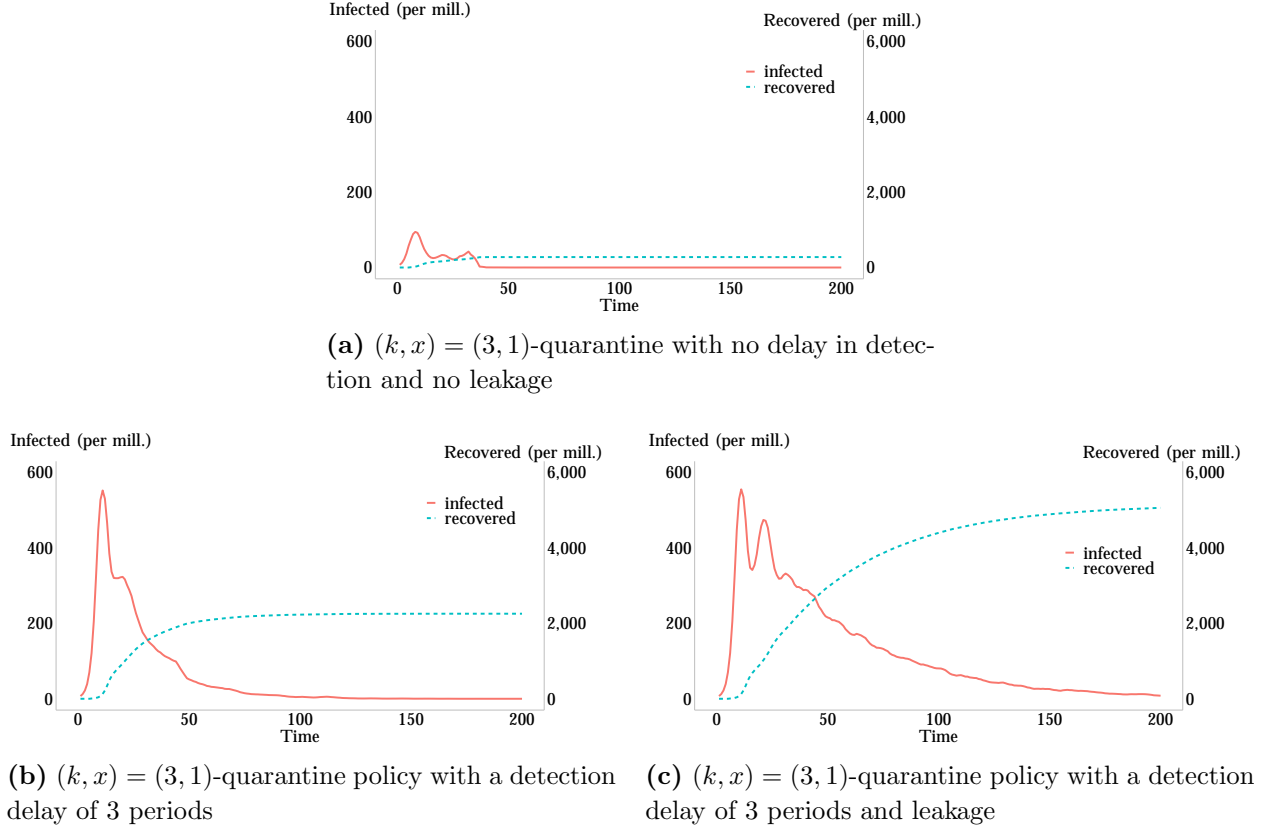 Infected (per mill.)
Recovered (per mill.)
600
400
200
0
6,000
4,000
2,000
0
infected
recovered
0
50
100
150
200
Time
(a) (k, x) = (3, 1)-quarantine with no delay in detec-
tion and no leakage
Infected (per mill.)
Recovered (per mill.)
600
400
200
0
6,000
4,000
2,000
0
infected
recovered
0
50
100
150
200
Time
(b) (k, x) = (3, 1)-quarantine policy with a detection
delay of 3 periods
Infected (per mill.)
Recovered (per mill.)
600
400
200
0
6,000
4,000
2,000
0
infected
recovered
0
50
100
150
200
Time
(c) (k, x) = (3, 1)-quarantine policy with a detection
delay of 3 periods and leakage